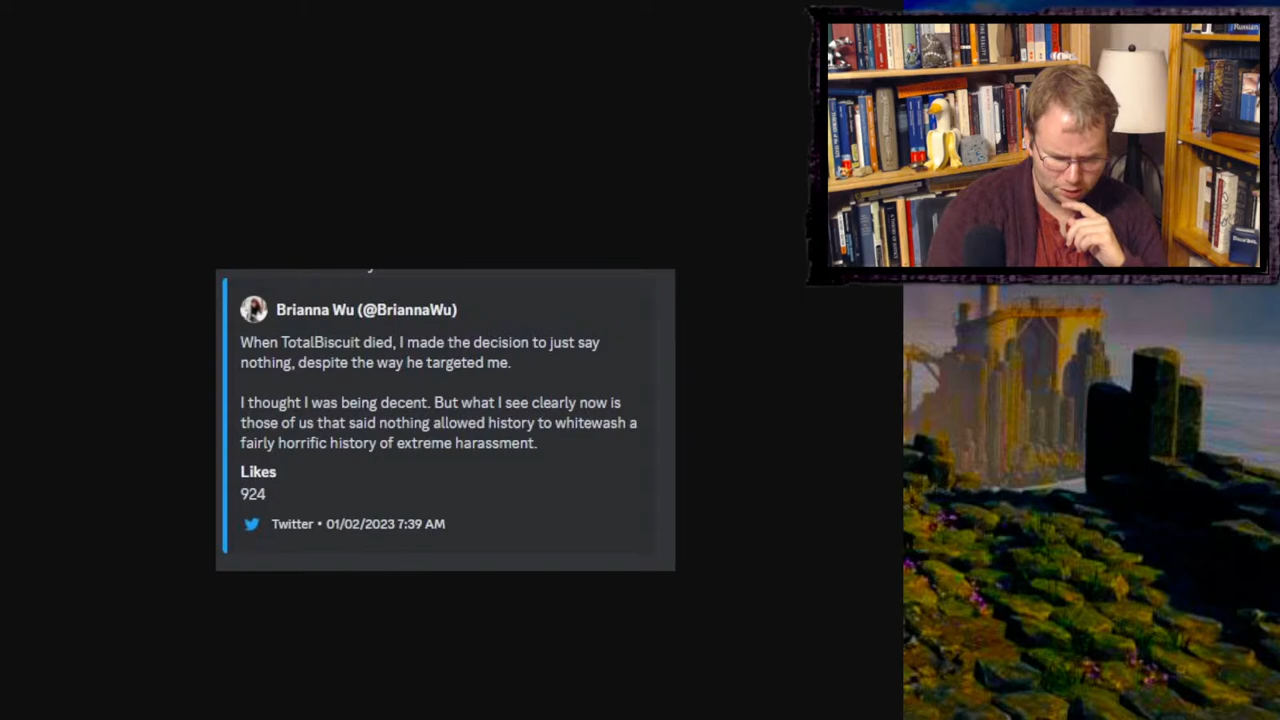 Brianna Wu (@BriannaWu)
When TotalBiscuit died, I made the decision to just say
nothing, despite the way he targeted me.
I thought I was being decent. But what I see clearly now is
those of us that said nothing allowed history to whitewash a
fairly horrific history of extreme harassment.
Likes
924
Twitter • 01/02/2023 7:39 AM
Russian